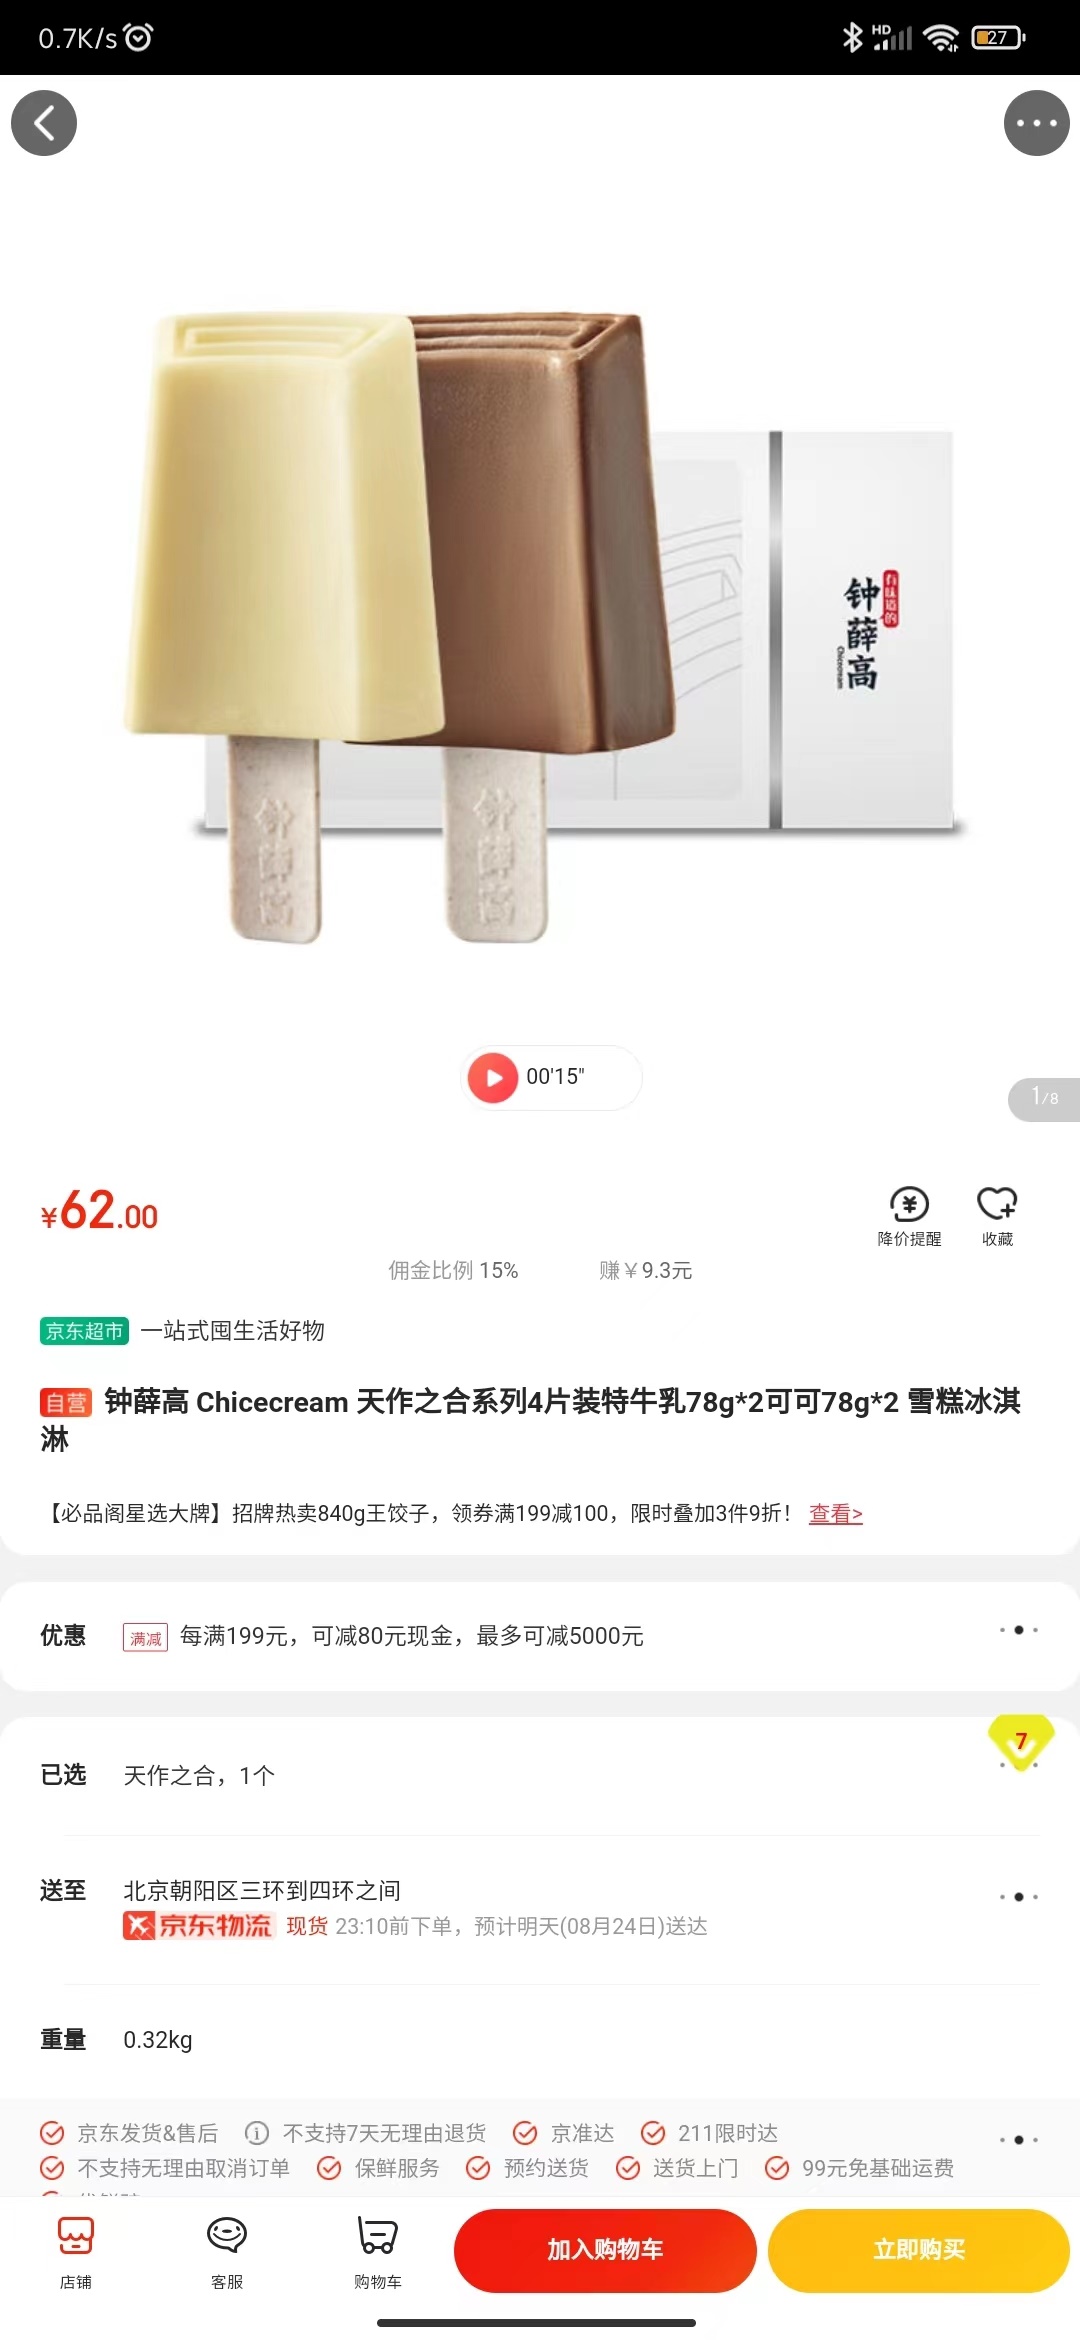 0.7K/s
HD
27
有味道的
钟薛高
Chicecream
钟薛高
钟薛高
00'15"
1/8
¥62.00
降价提醒
收藏
佣金比例 15%
赚￥9.3元
京东超市 一站式囤生活好物
自营 钟薛高 Chicecream 天作之合系列4片装特牛乳78g*2可可78g*2 雪糕冰淇
淋
【必品阁星选大牌】招牌热卖840g王饺子，领券满199减100，限时叠加3件9折！ 查看>
优惠 满减 每满199元，可减80元现金，最多可减5000元
7
已选 天作之合，1个
送至 北京朝阳区三环到四环之间
京东物流 现货 23:10前下单，预计明天(08月24日)送达
重量 0.32kg
京东发货&售后 不支持7天无理由退货 京准达 211限时达
不支持无理由取消订单 保鲜服务 预约送货 送货上门 99元免基础运费
店铺
客服
购物车
加入购物车
立即购买